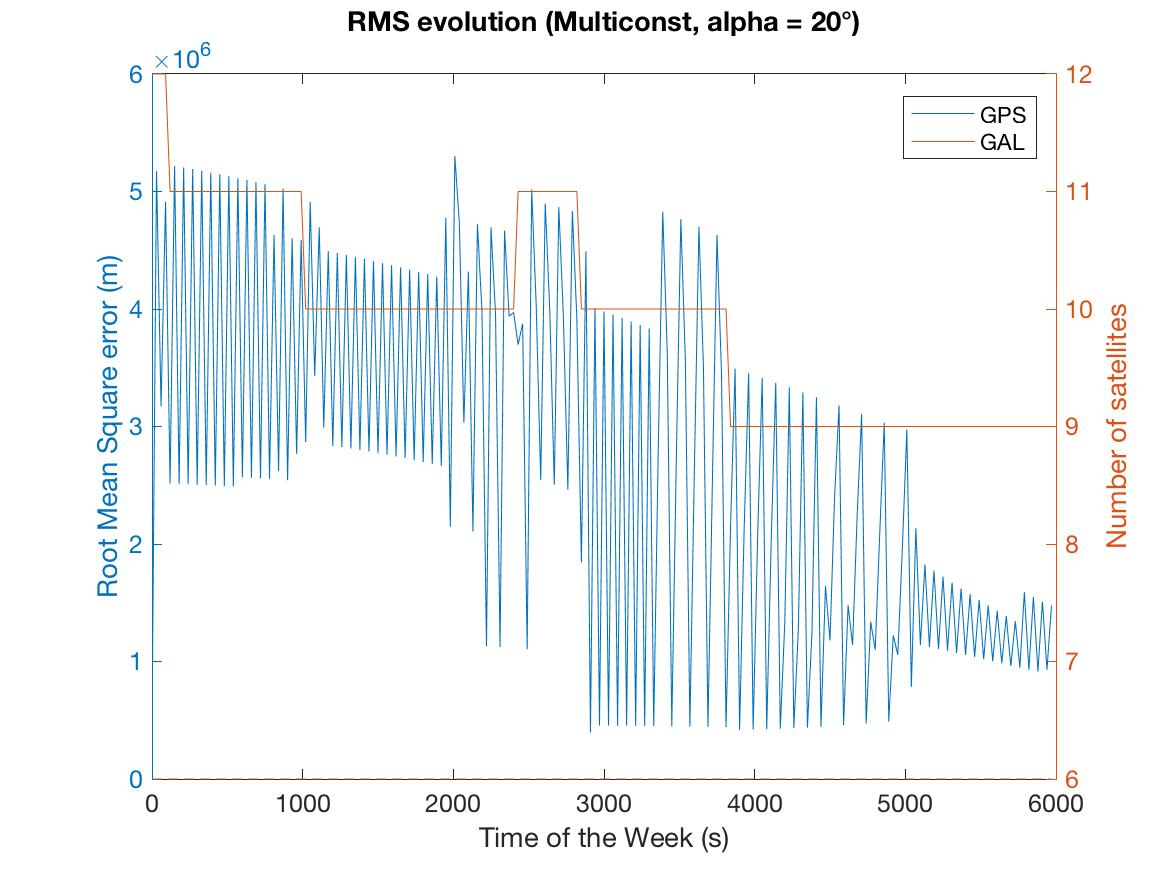 RMS evolution (Multiconst, alpha = 20°)
×10⁶
6
5
4
3
2
1
0
Root Mean Square error (m)
0 1000 2000 3000 4000 5000 6000
Time of the Week (s)
12
11
10
9
8
7
6
Number of satellites
GPS
GAL